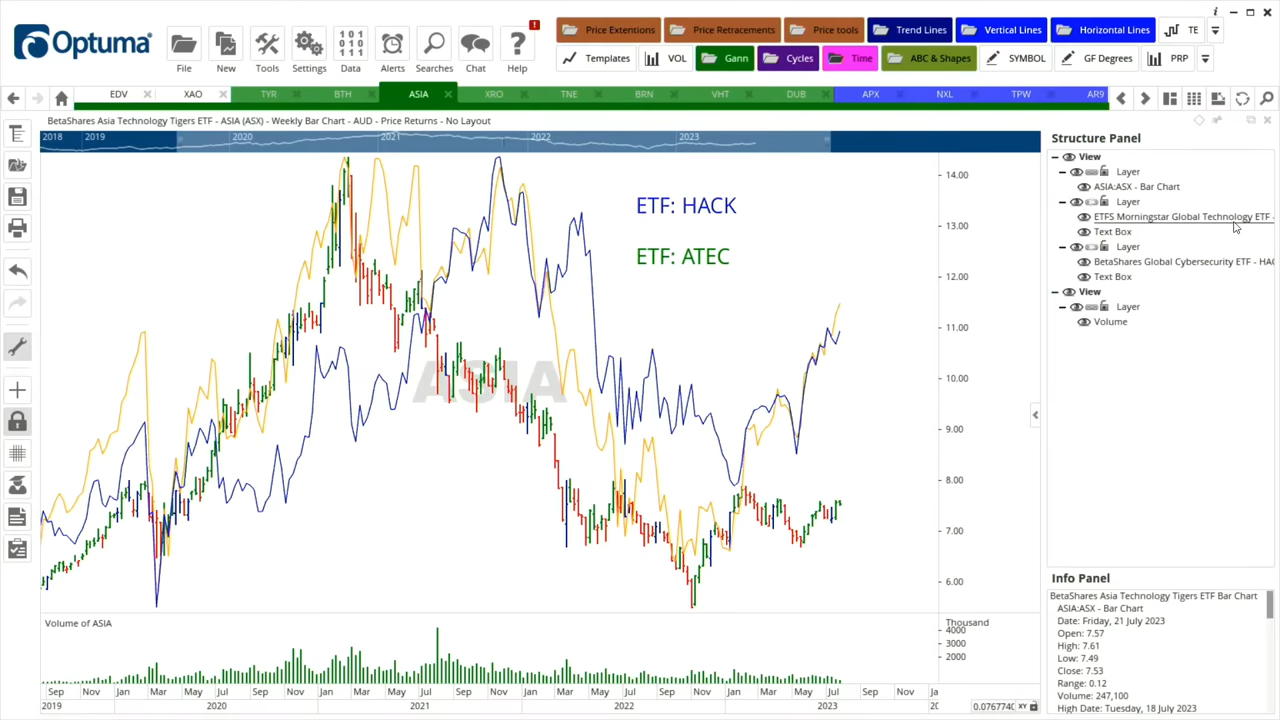 Optuma
File
New
Tools
Settings
Data
Alerts
Searches
Chat
Help
Price Extentions
Price Retracements
Price tools
Trend Lines
Vertical Lines
Horizontal Lines
TE
Templates
VOL
Gann
Cycles
Time
ABC & Shapes
SYMBOL
GF Degrees
PRP
EDV
XAO
TYR
BTH
ASIA
XRO
TNE
BRN
VHT
DUB
APX
NXL
TPW
AR9
BetaShares Asia Technology Tigers ETF - ASIA (ASX) - Weekly Bar Chart - AUD - Price Returns - No Layout
2018 2019 2020 2021 2022 2023
ETF: HACK
ETF: ATEC
ASIA
14.00
13.00
12.00
11.00
10.00
9.00
8.00
7.00
6.00
Volume of ASIA
Thousand
4000
3000
2000
Sep Nov Jan Mar May Jul Sep Nov Jan Mar May Jul Sep Nov Jan Mar May Jul Sep Nov Jan Mar May Jul Sep Nov Ja
2019 2020 2021 2022 2023 20
0.0767740 XY
Structure Panel
View
Layer
ASIA:ASX - Bar Chart
Layer
ETFS Morningstar Global Technology ETF -
Text Box
Layer
BetaShares Global Cybersecurity ETF - HAC
Text Box
View
Layer
Volume
Info Panel
BetaShares Asia Technology Tigers ETF Bar Chart
ASIA:ASX - Bar Chart
Date: Friday, 21 July 2023
Open: 7.57
High: 7.61
Low: 7.49
Close: 7.53
Range: 0.12
Volume: 247,100
High Date: Tuesday, 18 July 2023